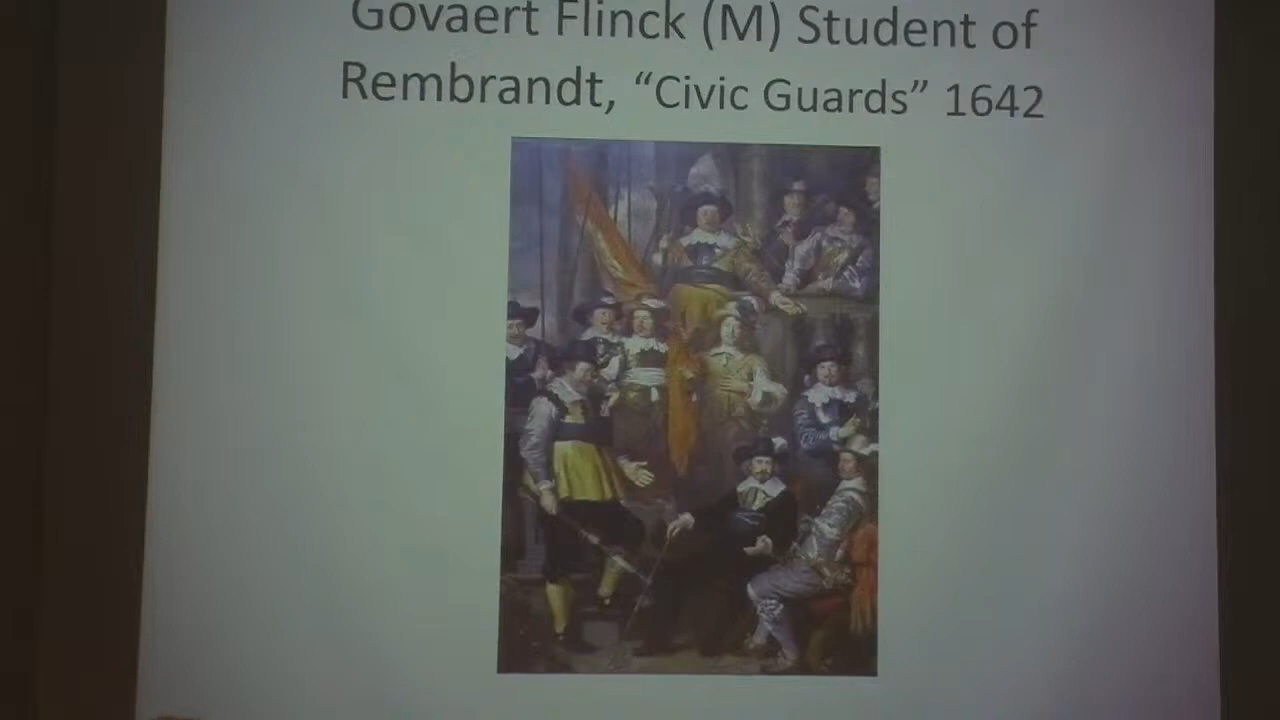 Govaert Flinck (M) Student of
Rembrandt, “Civic Guards” 1642